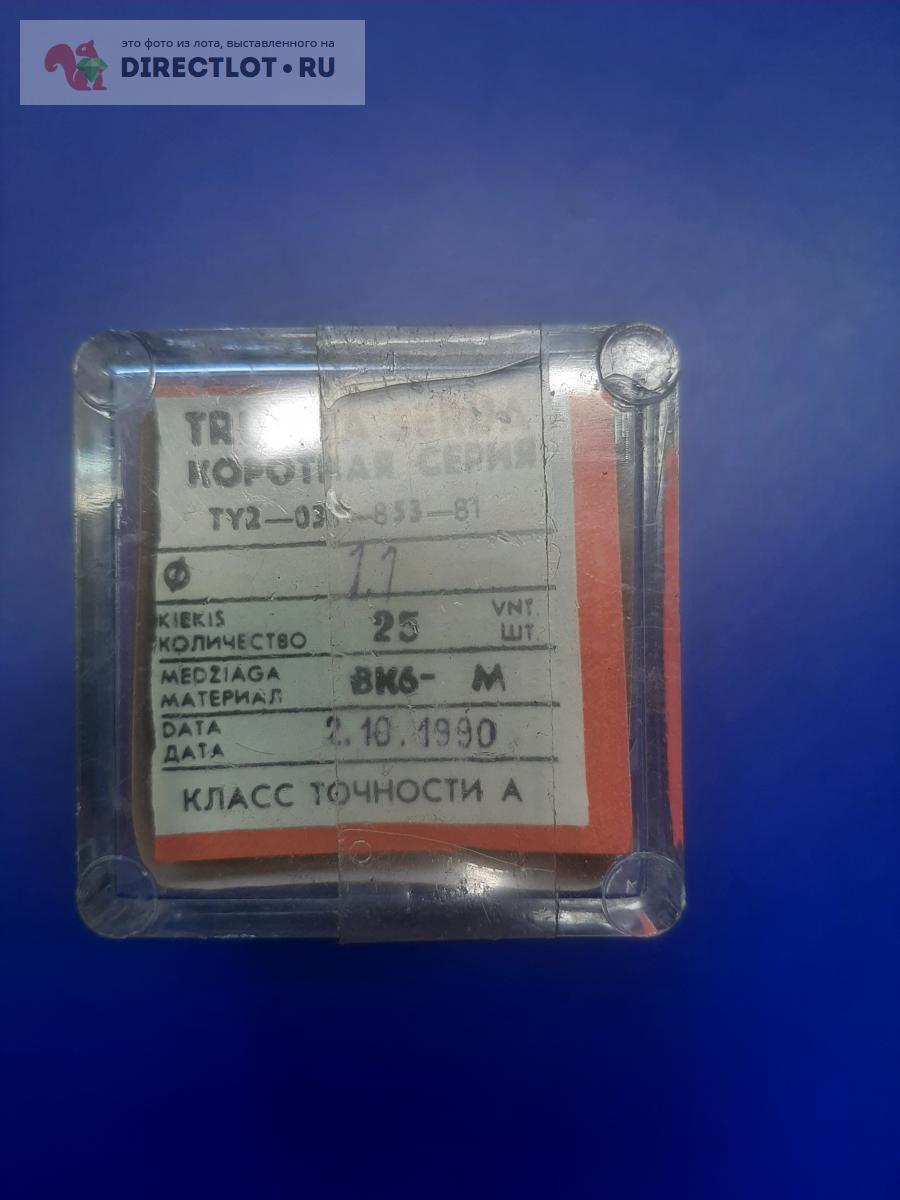 это фото из лота, выставленного на
DIRECTLOT•RU
КОРОТКАЯ СЕРИЯ
Ø 1.1
KIEKIS 25 VNT.
КОЛИЧЕСТВО ШТ.
MEDŽIAGA ВК6- М
МАТЕРИАЛ
DATA 2.10.1990
ДАТА
КЛАСС ТОЧНОСТИ А